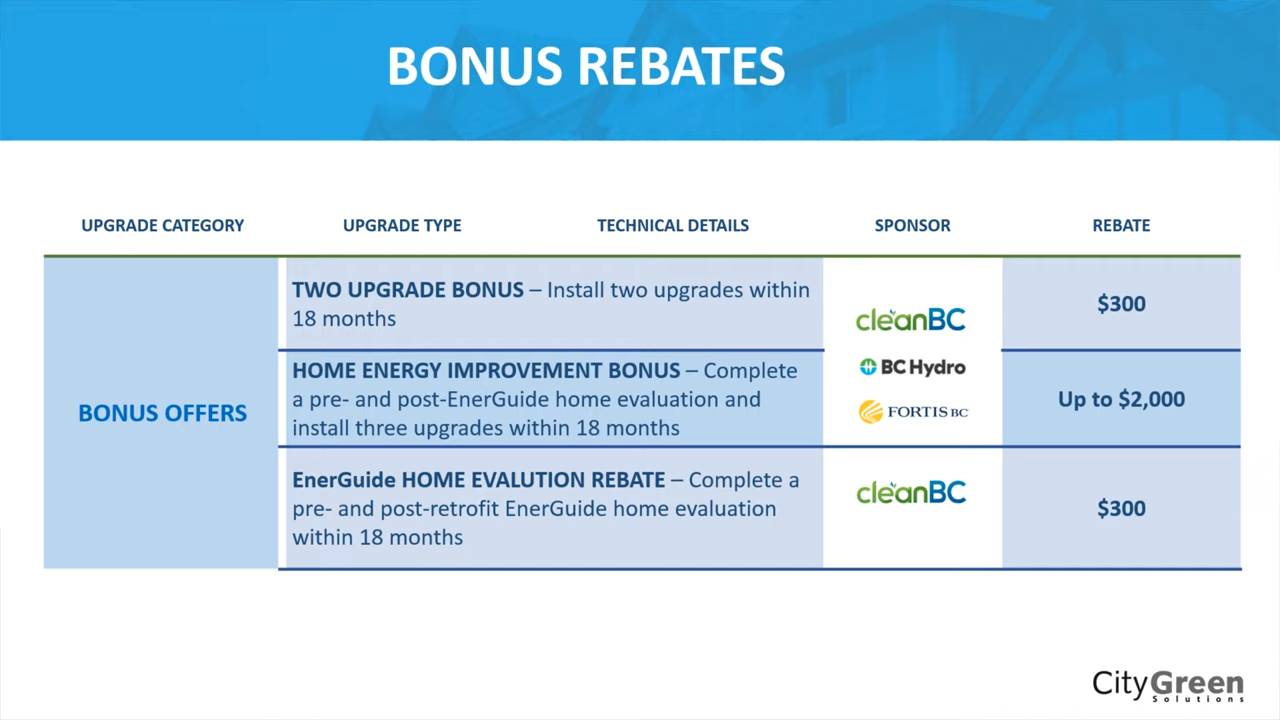 BONUS REBATES
UPGRADE CATEGORY UPGRADE TYPE TECHNICAL DETAILS SPONSOR REBATE
BONUS OFFERS
TWO UPGRADE BONUS – Install two upgrades within
18 months
$300
HOME ENERGY IMPROVEMENT BONUS – Complete
a pre- and post-EnerGuide home evaluation and
install three upgrades within 18 months
cleanBC
BC Hydro
FORTIS BC
Up to $2,000
EnerGuide HOME EVALUTION REBATE – Complete a
pre- and post-retrofit EnerGuide home evaluation
within 18 months
cleanBC
$300
CityGreen
Solutions